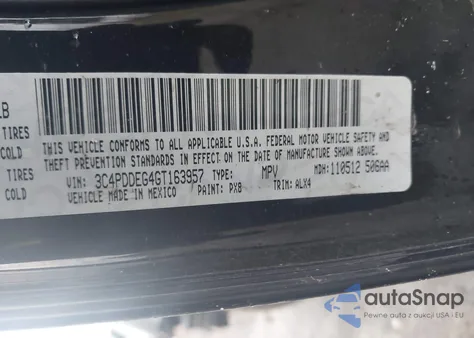 LB
TIRES
COLD
TIRES
COLD
THIS VEHICLE CONFORMS TO ALL APPLICABLE U.S.A. FEDERAL MOTOR VEHICLE SAFETY,
THEFT PREVENTION STANDARDS IN EFFECT ON THE DATE OF MANUFACTURE SHOWN ABOVE.
VIN: 3C4PDDEG4GT163957 TYPE: MPV MDH: 110512 506AA
VEHICLE MADE IN MEXICO PAINT: PX8 TRIM: ALX4
autaSnap
Pewne auta z aukcji USA i EU